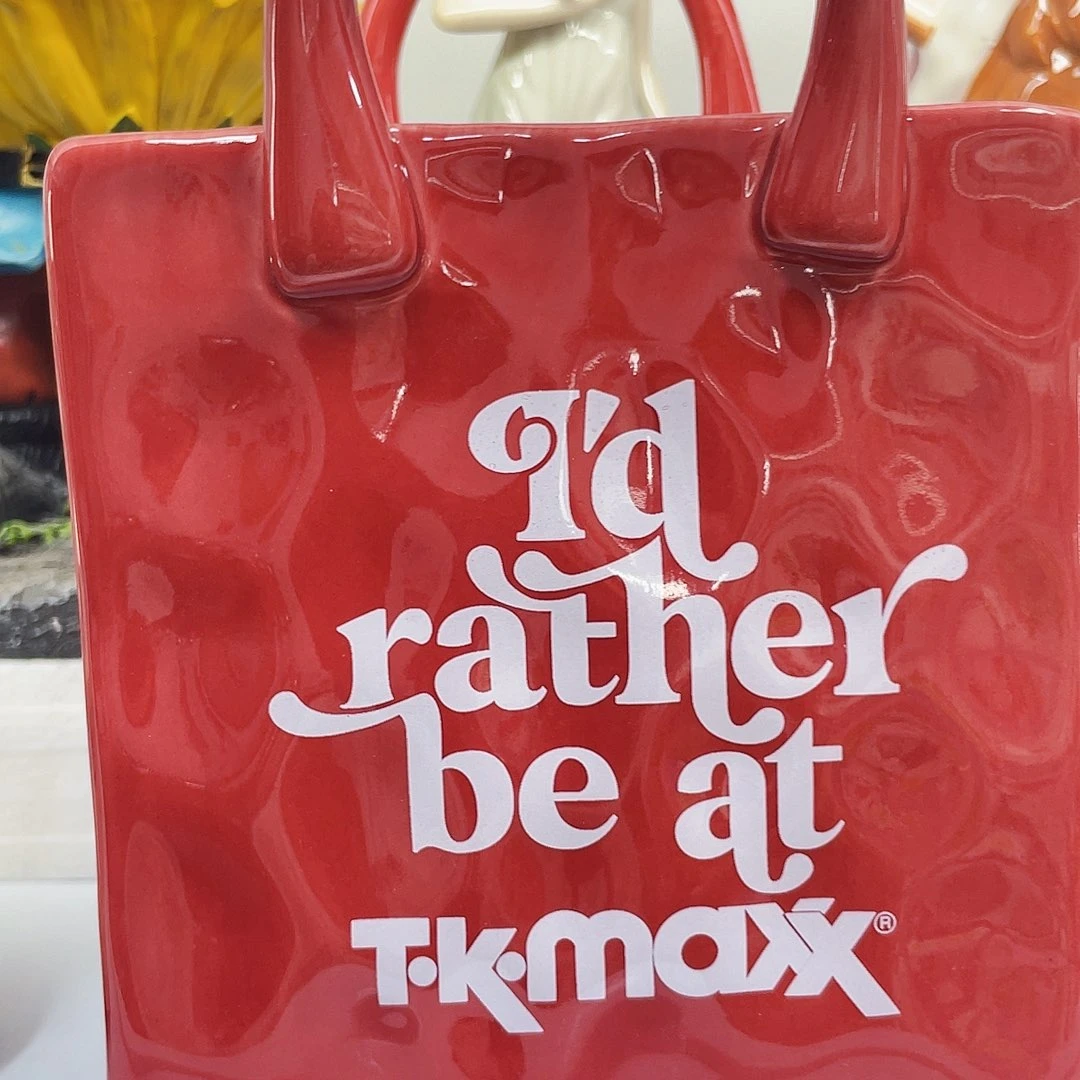 I'd
rather
be at
T·K·maxx®